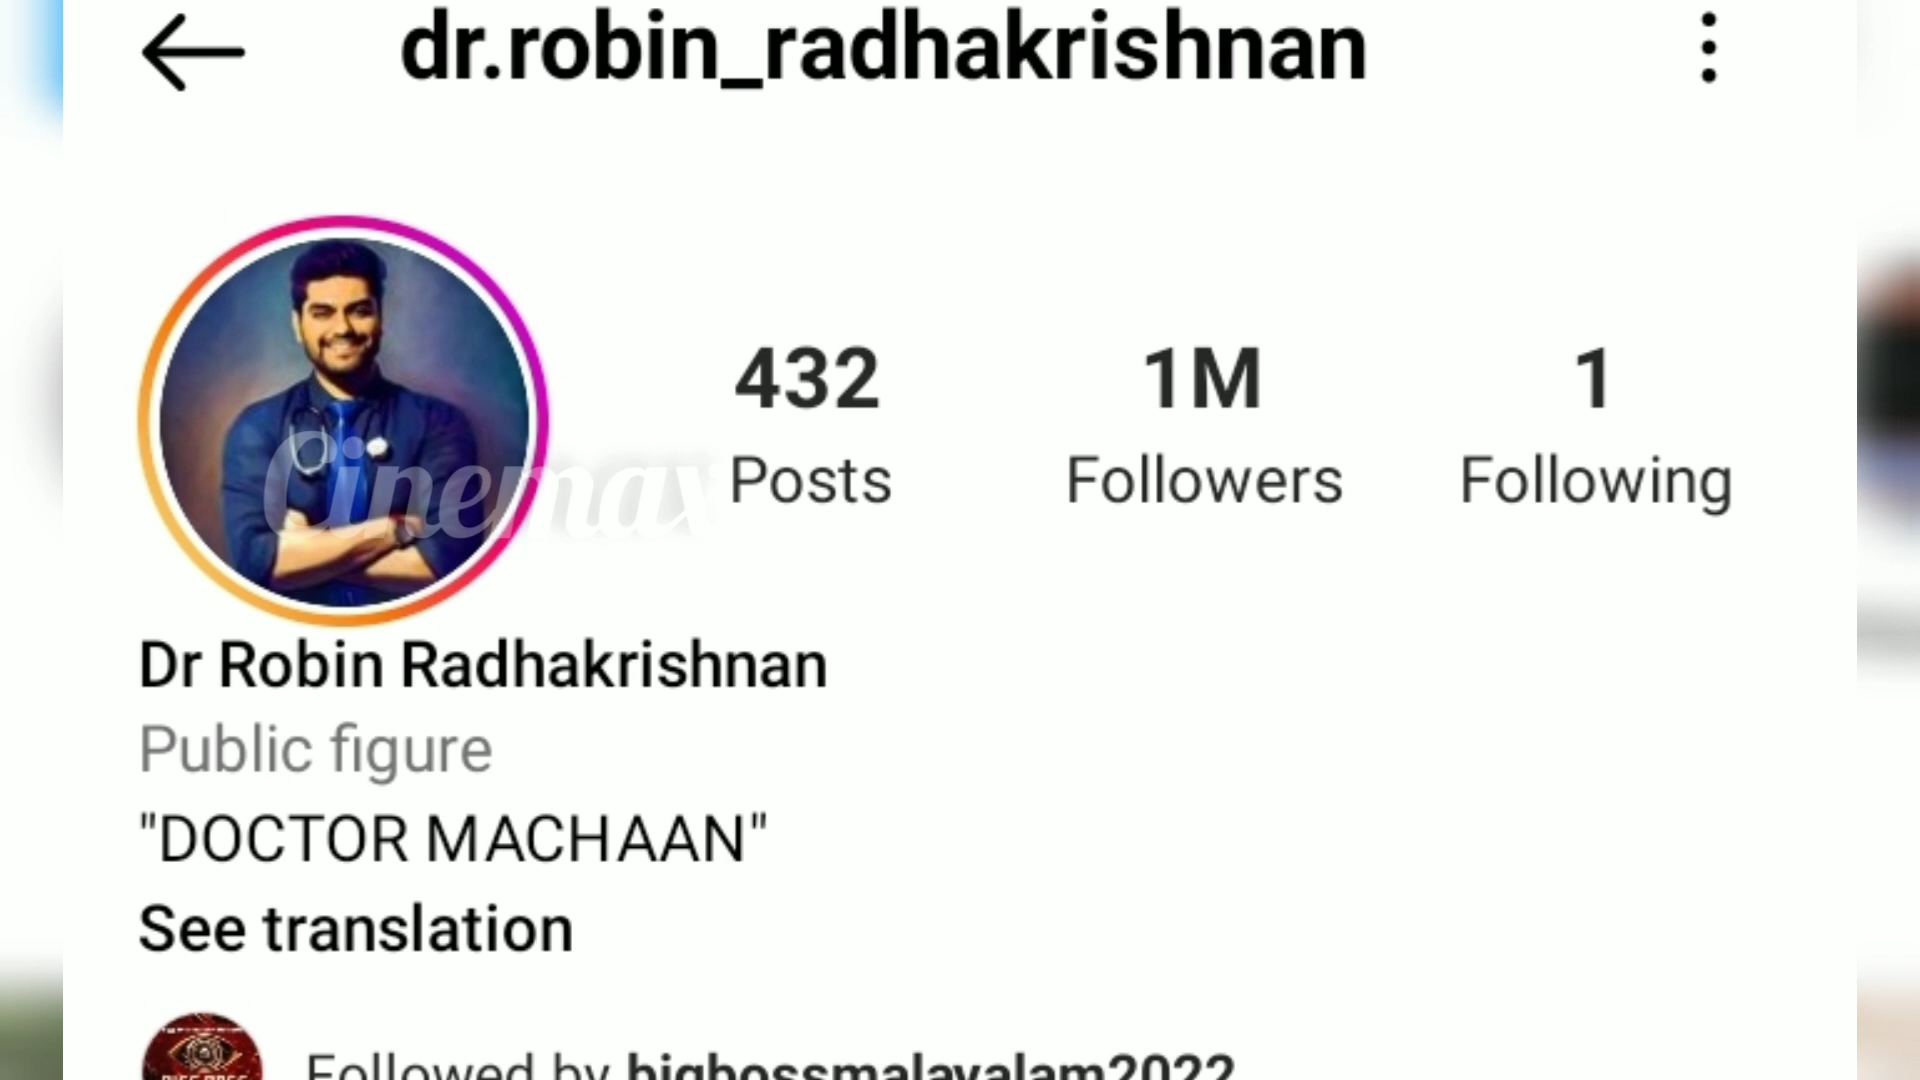 dr.robin_radhakrishnan
432
Posts
1M
Followers
1
Following
Cinemax
Dr Robin Radhakrishnan
Public figure
"DOCTOR MACHAAN"
See translation
Followed by bigbossmalayalam2022